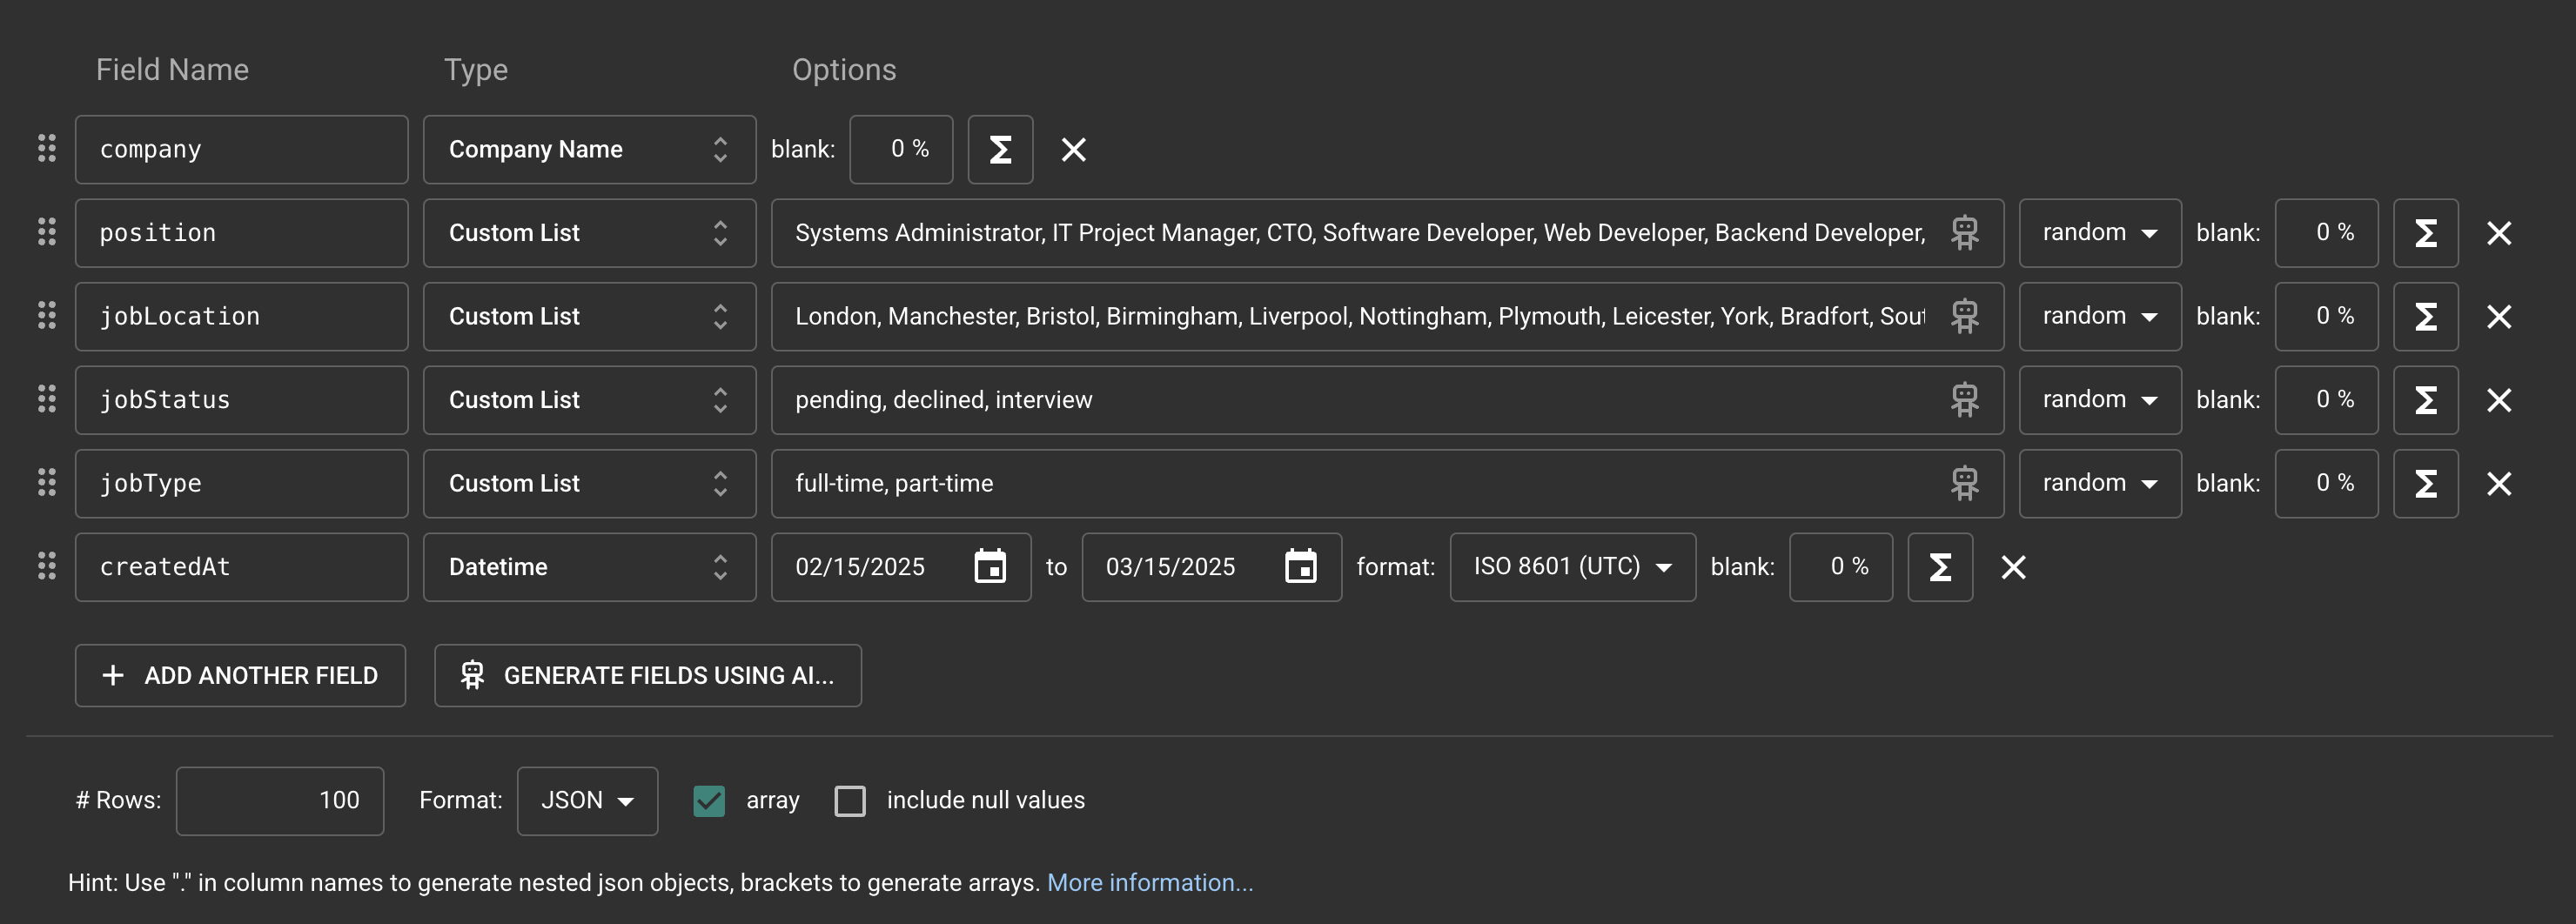 Field Name Type Options
company Company Name blank: 0 % Σ
position Custom List Systems Administrator, IT Project Manager, CTO, Software Developer, Web Developer, Backend Developer, random blank: 0 % Σ
jobLocation Custom List London, Manchester, Bristol, Birmingham, Liverpool, Nottingham, Plymouth, Leicester, York, Bradfort, Sout random blank: 0 % Σ
jobStatus Custom List pending, declined, interview random blank: 0 % Σ
jobType Custom List full-time, part-time random blank: 0 % Σ
createdAt Datetime 02/15/2025 to 03/15/2025 format: ISO 8601 (UTC) blank: 0 % Σ
+ ADD ANOTHER FIELD GENERATE FIELDS USING AI...
# Rows: 100 Format: JSON array include null values
Hint: Use "." in column names to generate nested json objects, brackets to generate arrays. More information...